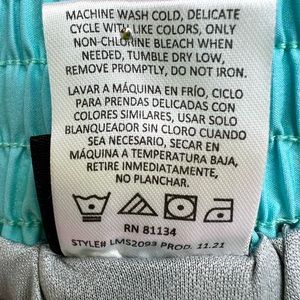 MACHINE WASH COLD, DELICATE
CYCLE WITH LIKE COLORS, ONLY
NON-CHLORINE BLEACH WHEN
NEEDED, TUMBLE DRY LOW,
REMOVE PROMPTLY, DO NOT IRON.
LAVAR A MÁQUINA EN FRÍO, CICLO
PARA PRENDAS DELICADAS CON
COLORES SIMILARES, USAR SOLO
BLANQUEADOR SIN CLORO CUANDO
SEA NECESARIO, SECAR EN
MÁQUINA A TEMPERATURA BAJA,
RETIRE INMEDIATAMENTE,
NO PLANCHAR.
RN 81134
STYLE# LMS2093 PROD. 11.21